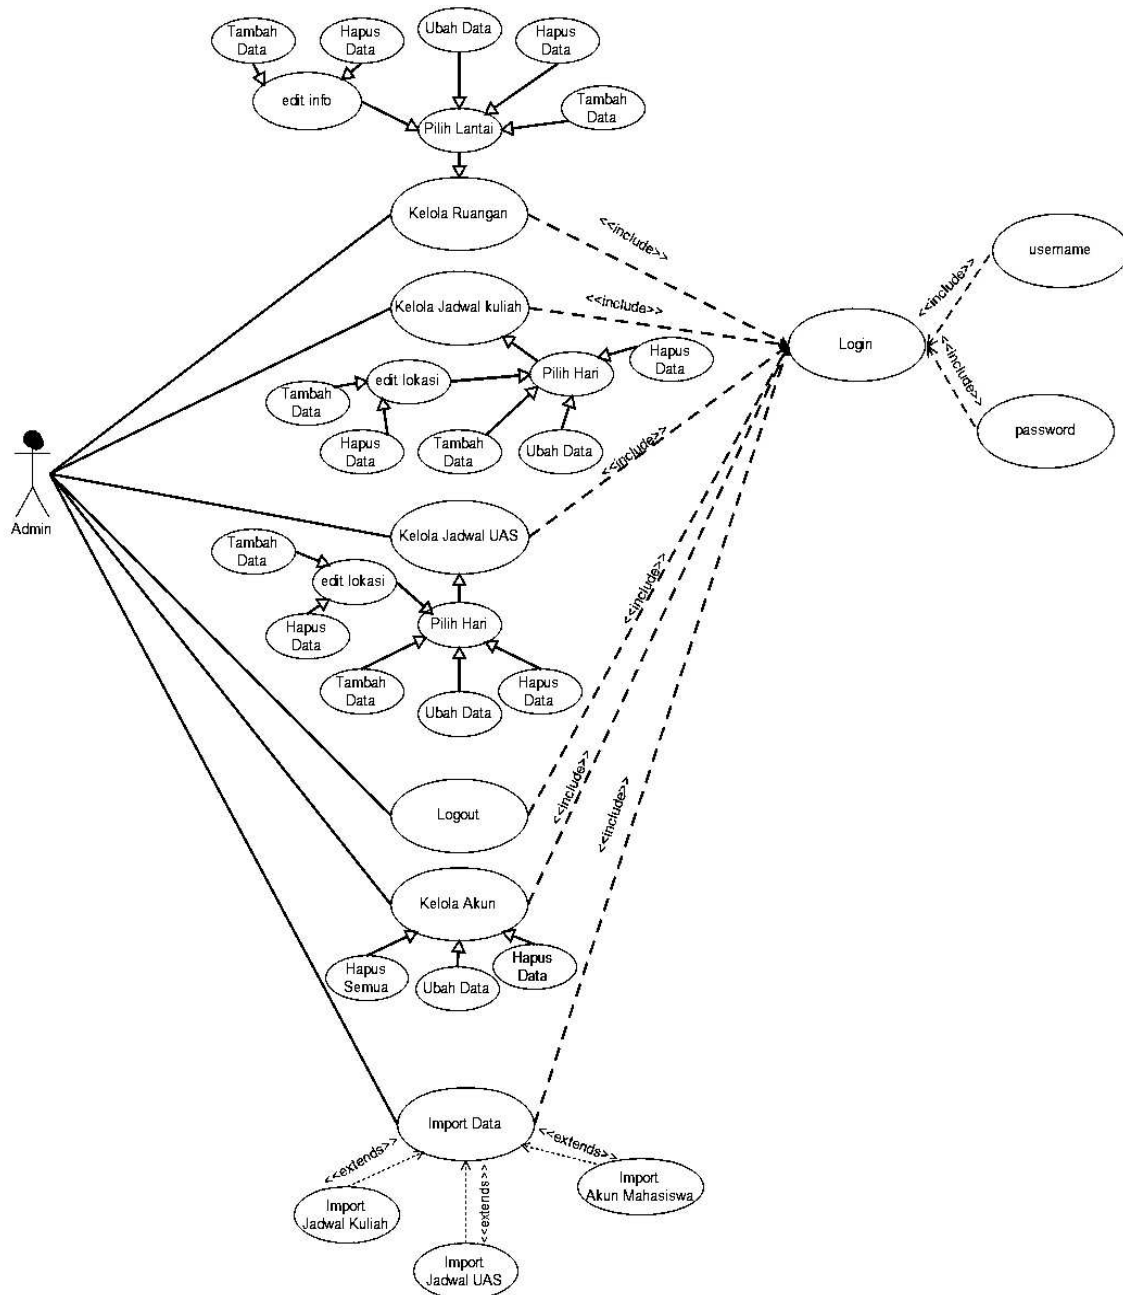 Tambah
Data
Hapus
Data
Ubah Data
Hapus
Data
edit info
Tambah
Data
Pilih Lantai
Kelola Ruangan
<<include>>
username
<<include>>
Kelola Jadwal kuliah
<<include>>
Login
Hapus
Data
edit lokasi
Pilih Hari
Tambah
Data
<<include>>
password
Hapus
Data
Tambah
Data
Ubah Data
<<include>>
Admin
Kelola Jadwal UAS
Tambah
Data
edit lokasi
Hapus
Data
Pilih Hari
<<include>>
Tambah
Data
Ubah Data
Hapus
Data
Logout
<<include>>
<<include>>
Kelola Akun
Hapus
Semua
Ubah Data
Hapus
Data
Import Data
<<extends>>
<<extends>>
<<extends>>
Import
Jadwal Kuliah
Import
Akun Mahasiswa
Import
Jadwal UAS